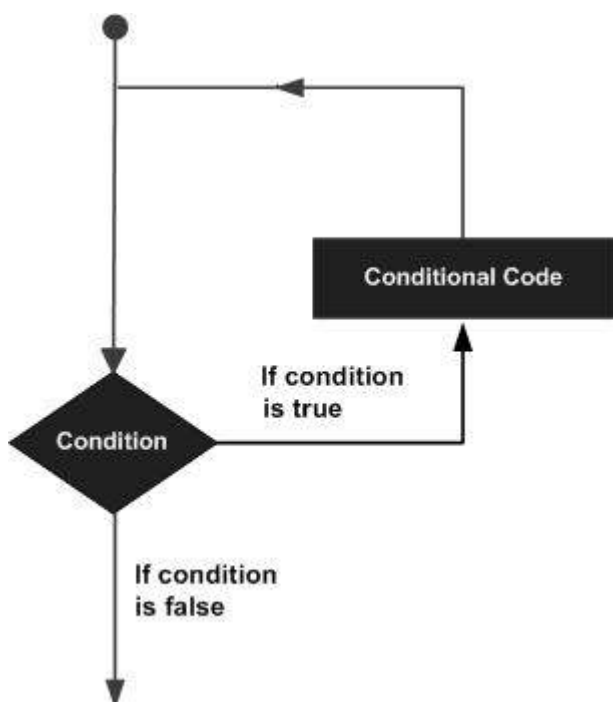 Conditional Code
If condition
is true
Condition
If condition
is false